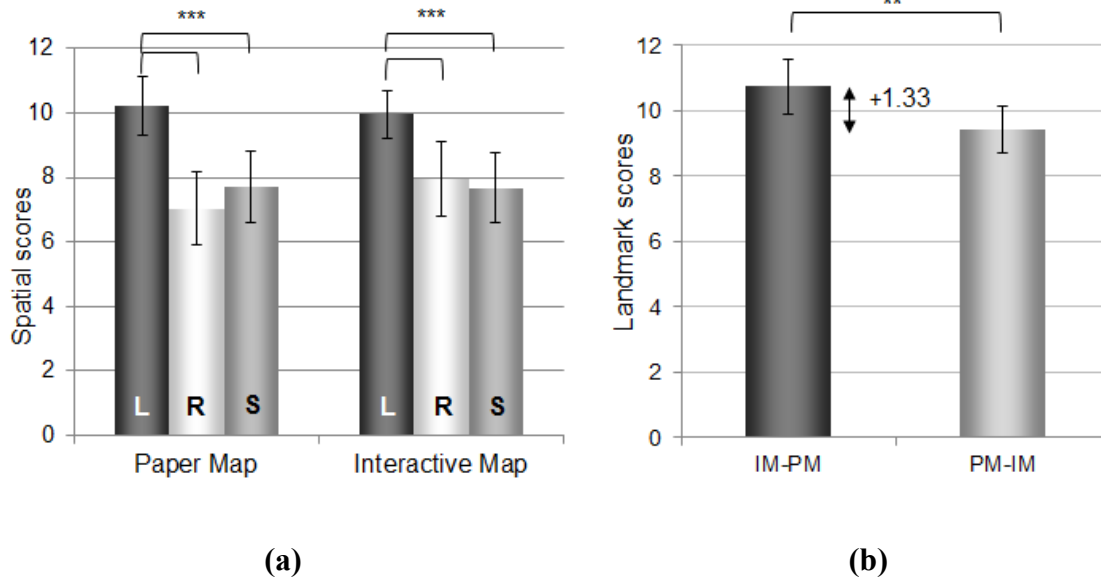 ***
***
12
10
8
6
4
2
0
Spatial scores
L
R
S
L
R
S
Paper Map
Interactive Map
(a)
**
12
10
8
6
4
2
0
Landmark scores
+1.33
IM-PM
PM-IM
(b)